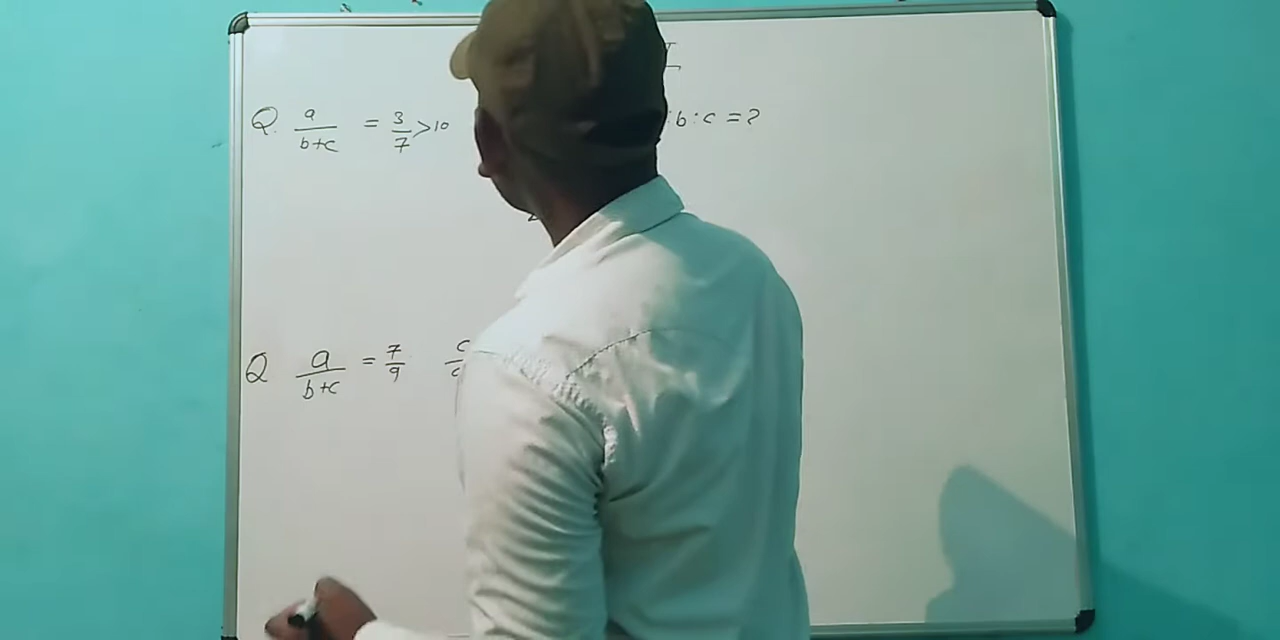 Q. a/(b+c) = 3/7 >10 :b:c = ?
Q a/(b+c) = 7/9